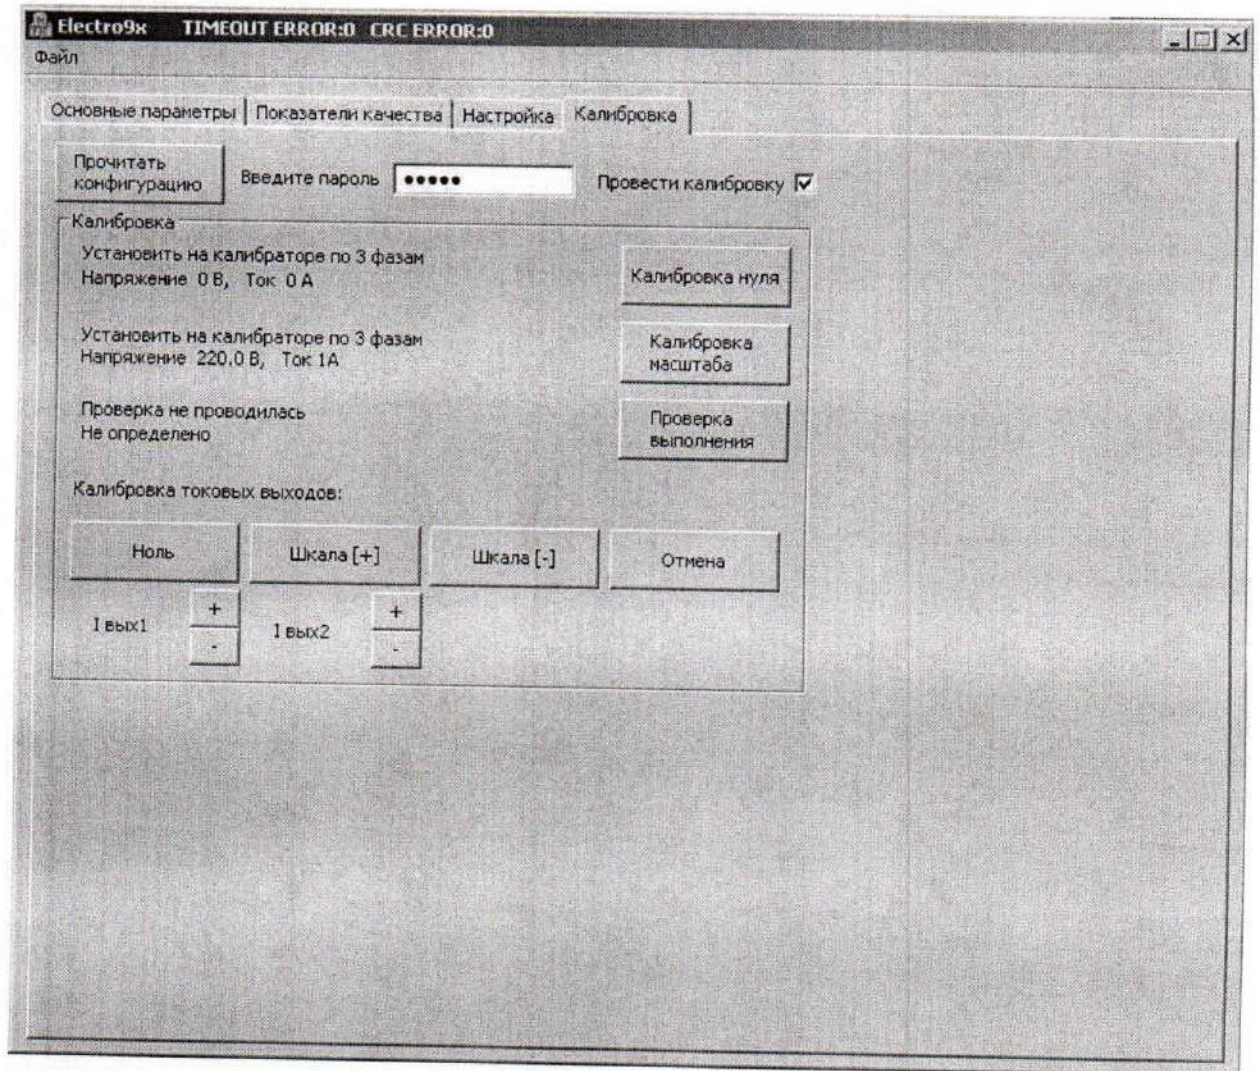 Electro9x TIMEOUT ERROR:0 CRC ERROR:0
Файл
Основные параметры Показатели качества Настройка Калибровка
Прочитать
конфигурацию
Введите пароль ●●●●● Провести калибровку
Калибровка
Установить на калибраторе по 3 фазам
Напряжение 0 В, Ток 0 А
Калибровка нуля
Установить на калибраторе по 3 фазам
Напряжение 220.0 В, Ток 1А
Калибровка
масштаба
Проверка не проводилась
Не определено
Проверка
выполнения
Калибровка токовых выходов:
Ноль Шкала [+] Шкала [-] Отмена
I вых1 + - I вых2 + -